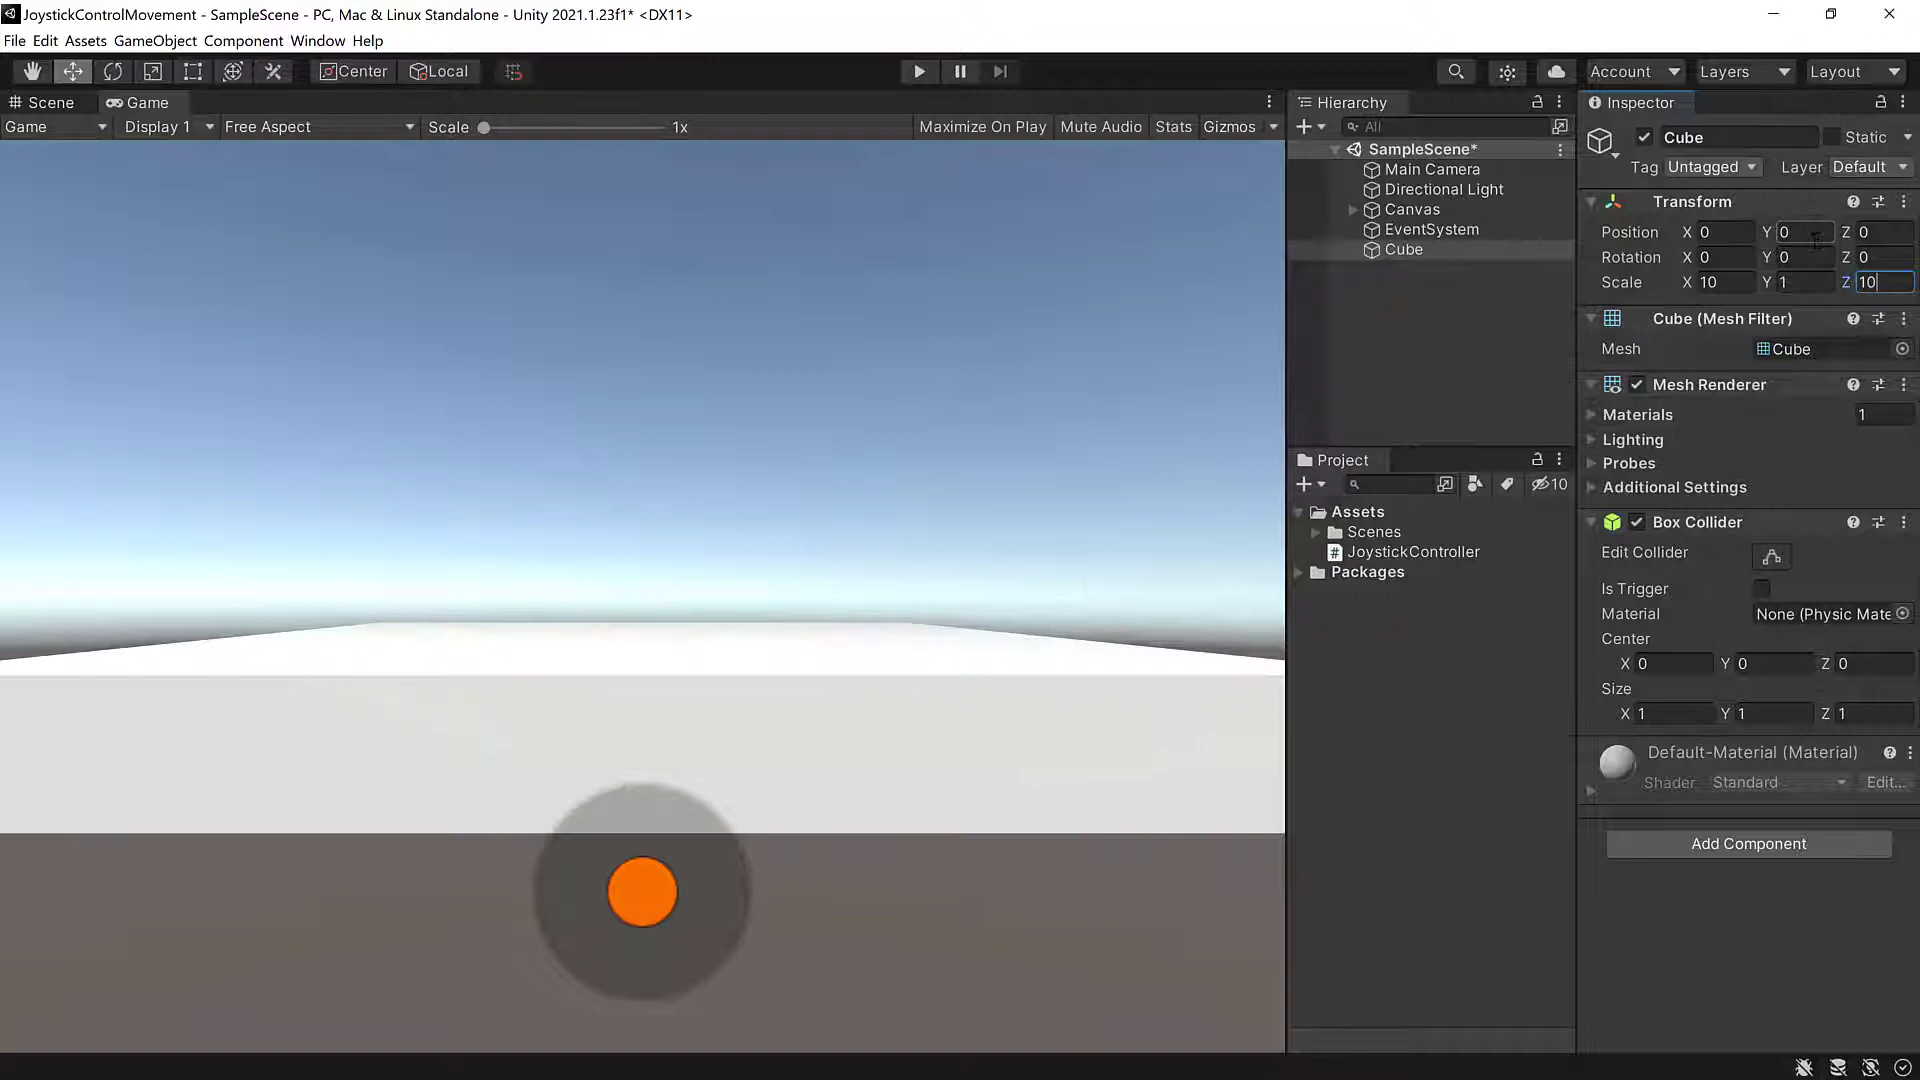 JoystickControlMovement - SampleScene - PC, Mac & Linux Standalone - Unity 2021.1.23f1* <DX11>
File Edit Assets GameObject Component Window Help
Center Local Account Layers Layout
Scene Game
Game Display 1 Free Aspect Scale 1x Maximize On Play Mute Audio Stats Gizmos
Hierarchy
All
SampleScene*
Main Camera
Directional Light
Canvas
EventSystem
Cube
Project
10
Assets
Scenes
JoystickController
Packages
Inspector
Cube Static
Tag Untagged Layer Default
Transform
Position X 0 Y 0 Z 0
Rotation X 0 Y 0 Z 0
Scale X 10 Y 1 Z 10
Cube (Mesh Filter)
Mesh Cube
Mesh Renderer
Materials 1
Lighting
Probes
Additional Settings
Box Collider
Edit Collider
Is Trigger
Material None (Physic Mate
Center
X 0 Y 0 Z 0
Size
X 1 Y 1 Z 1
Default-Material (Material)
Shader Standard Edit...
Add Component